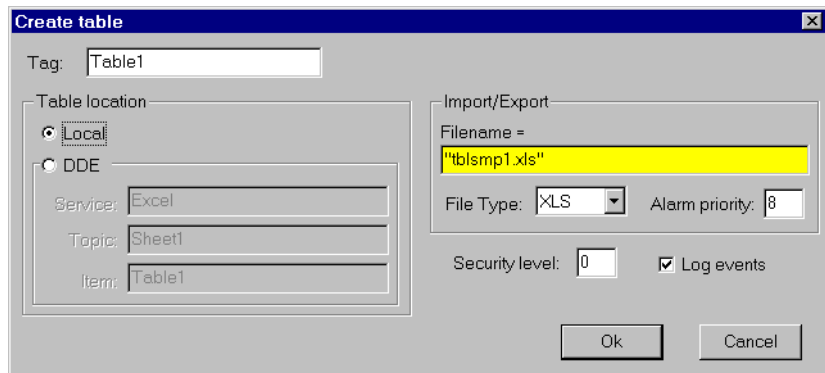 Create table
Tag: Table1
Table location
Local
DDE
Service: Excel
Topic: Sheet1
Item: Table1
Import/Export
Filename =
"tblsmp1.xls"
File Type: XLS Alarm priority: 8
Security level: 0 Log events
Ok Cancel